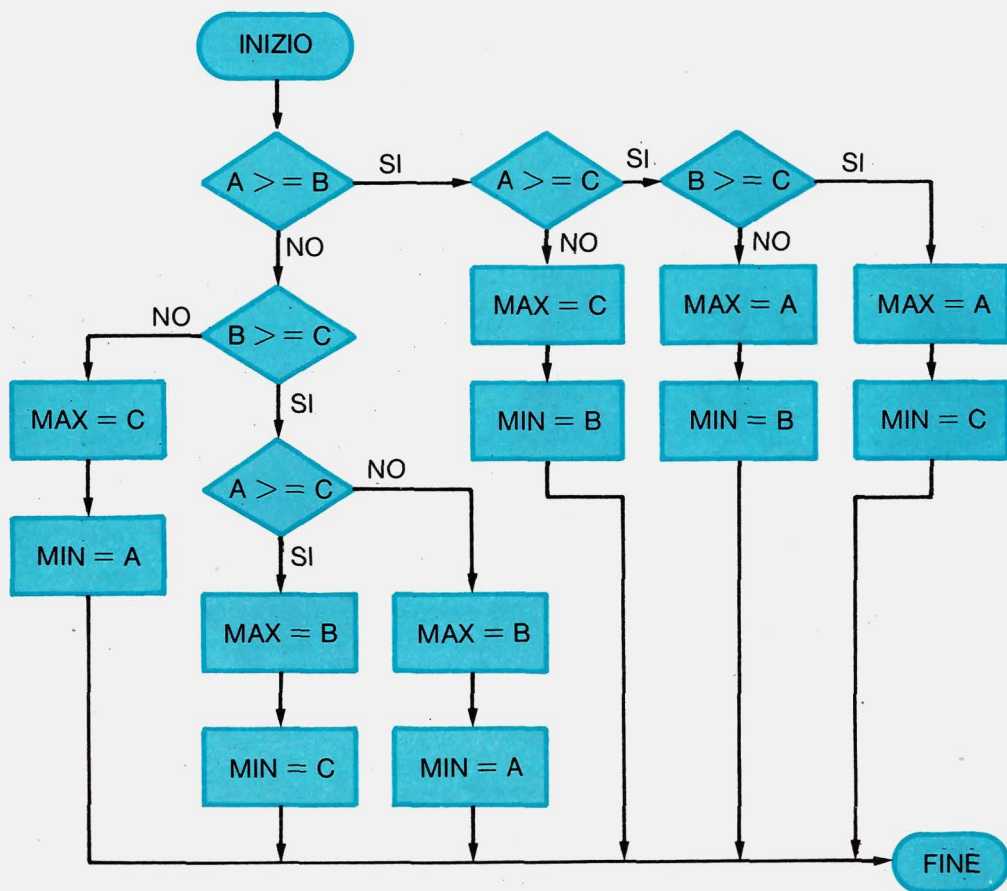 INIZIO
A >= B
SI
A >= C
SI
B >= C
SI
NO
NO
NO
MAX = C
MAX = A
MAX = A
NO
B >= C
MAX = C
SI
MIN = B
MIN = B
MIN = C
A >= C
NO
MIN = A
SI
MAX = B
MAX = B
MIN = C
MIN = A
FINE